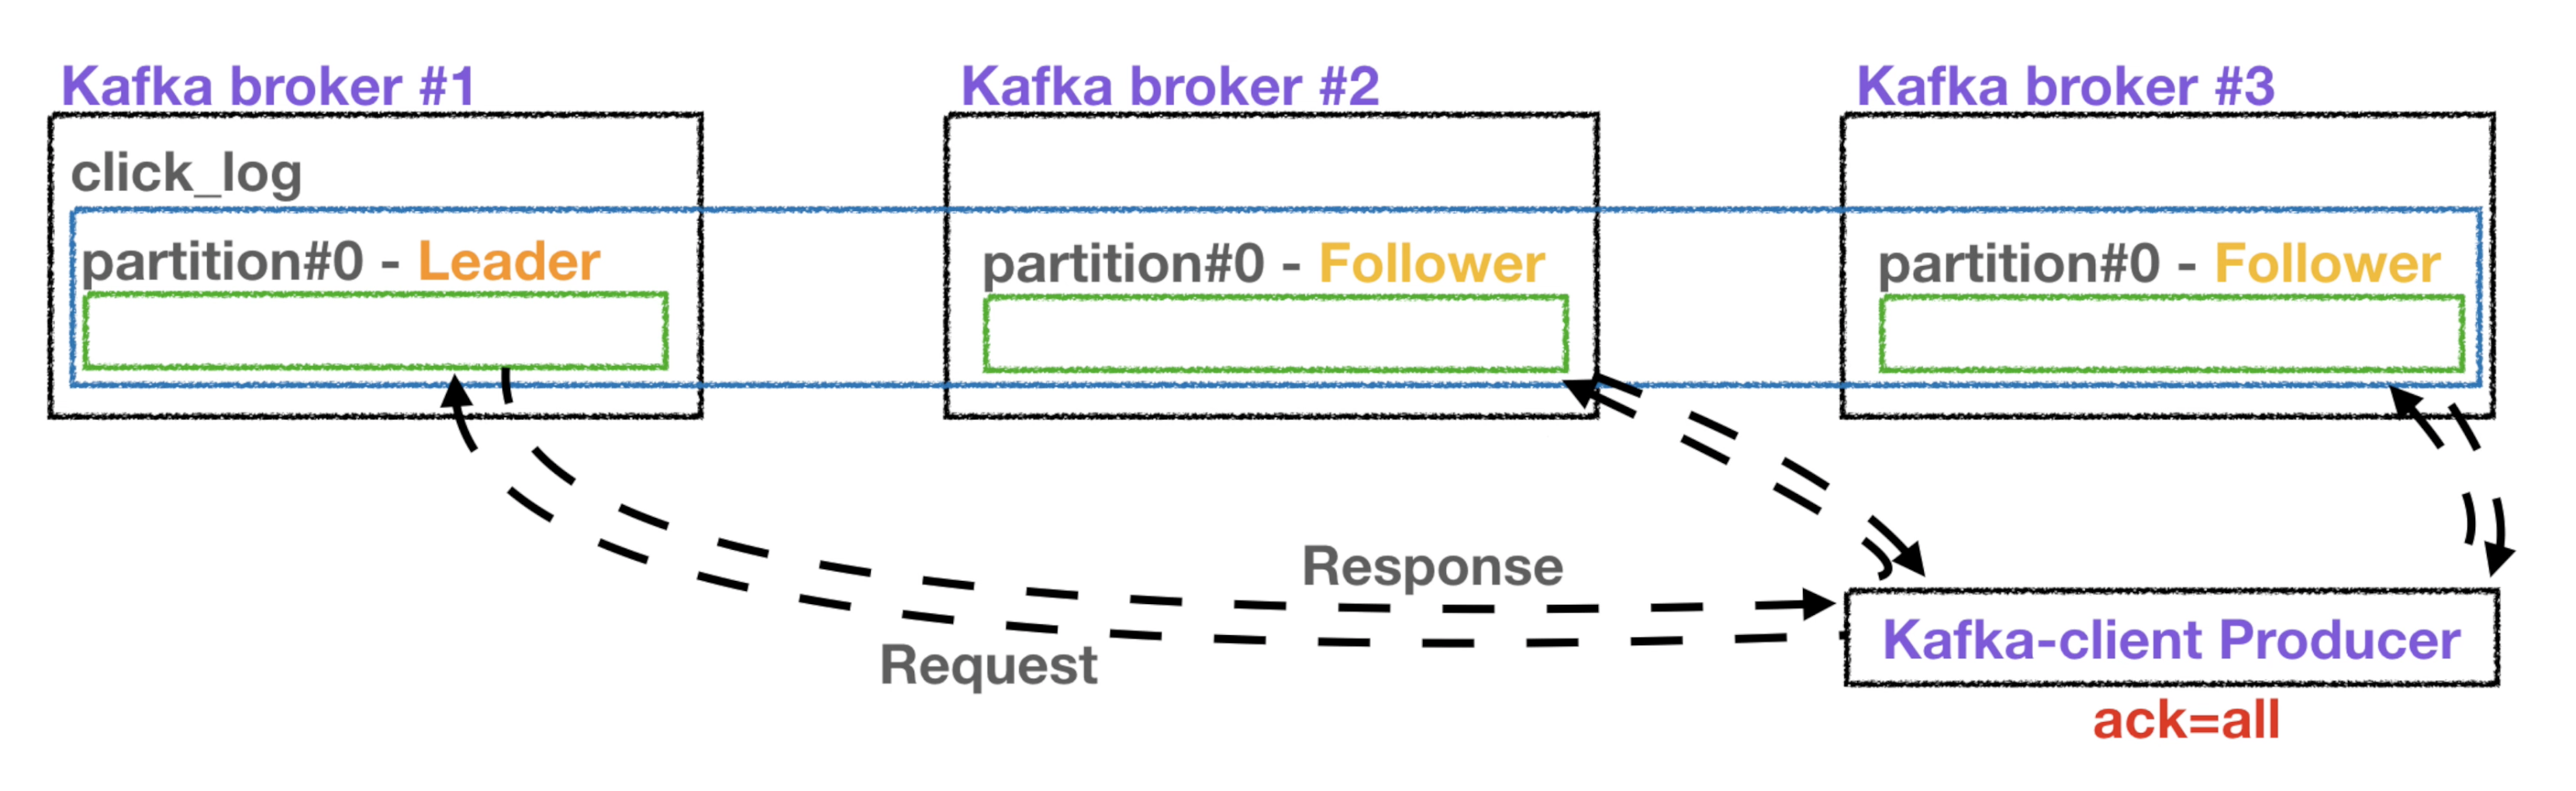 Kafka broker #1
Kafka broker #2
Kafka broker #3
click_log
partition#0 - Leader
partition#0 - Follower
partition#0 - Follower
Response
Request
Kafka-client Producer
ack=all